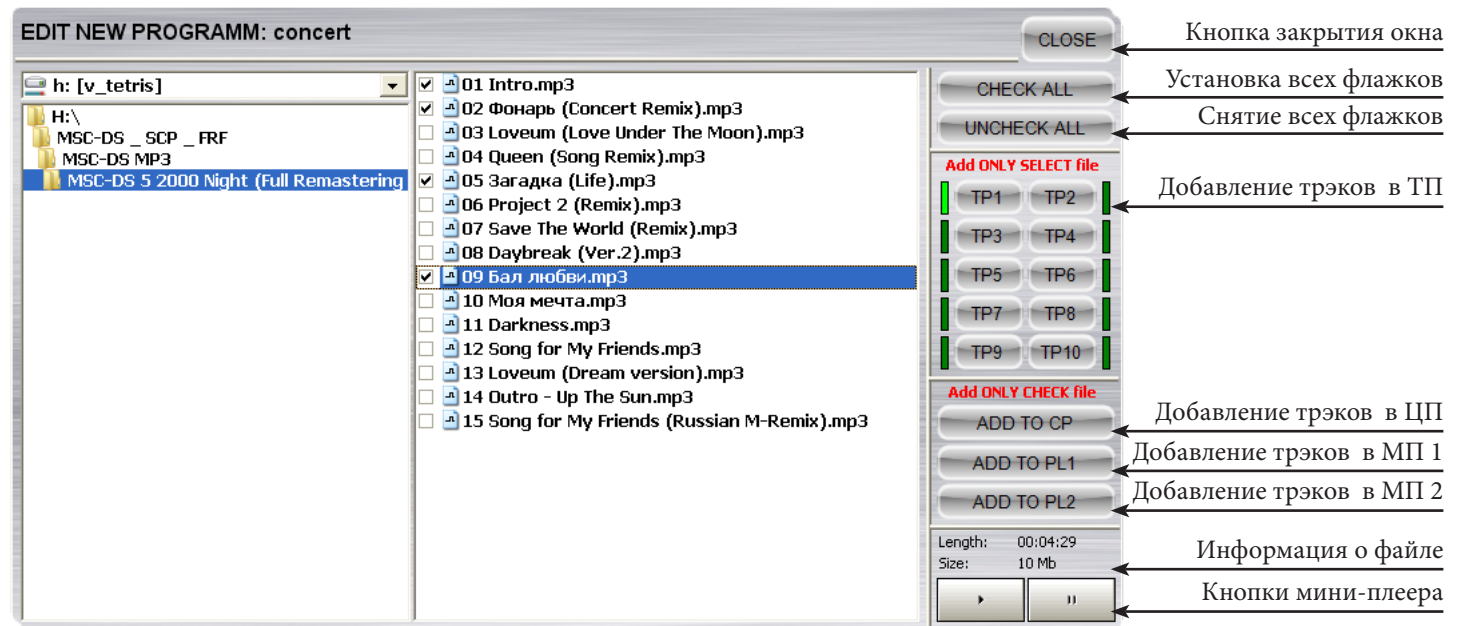 EDIT NEW PROGRAMM: concert
CLOSE
Кнопка закрытия окна
h: [v_tetris]
H:\
MSC-DS _ SCP _ FRF
MSC-DS MP3
MSC-DS 5 2000 Night (Full Remastering
01 Intro.mp3
02 Фонарь (Concert Remix).mp3
03 Loveum (Love Under The Moon).mp3
04 Queen (Song Remix).mp3
05 Загадка (Life).mp3
06 Project 2 (Remix).mp3
07 Save The World (Remix).mp3
08 Daybreak (Ver.2).mp3
09 Бал любви.mp3
10 Моя мечта.mp3
11 Darkness.mp3
12 Song for My Friends.mp3
13 Loveum (Dream version).mp3
14 Outro - Up The Sun.mp3
15 Song for My Friends (Russian M-Remix).mp3
CHECK ALL
Установка всех флажков
UNCHECK ALL
Снятие всех флажков
Add ONLY SELECT file
TP1 TP2
Добавление трэков в ТП
TP3 TP4
TP5 TP6
TP7 TP8
TP9 TP10
Add ONLY CHECK file
ADD TO CP
Добавление трэков в ЦП
ADD TO PL1
Добавление трэков в МП 1
ADD TO PL2
Добавление трэков в МП 2
Length: 00:04:29
Size: 10 Mb
Информация о файле
Кнопки мини-плеера